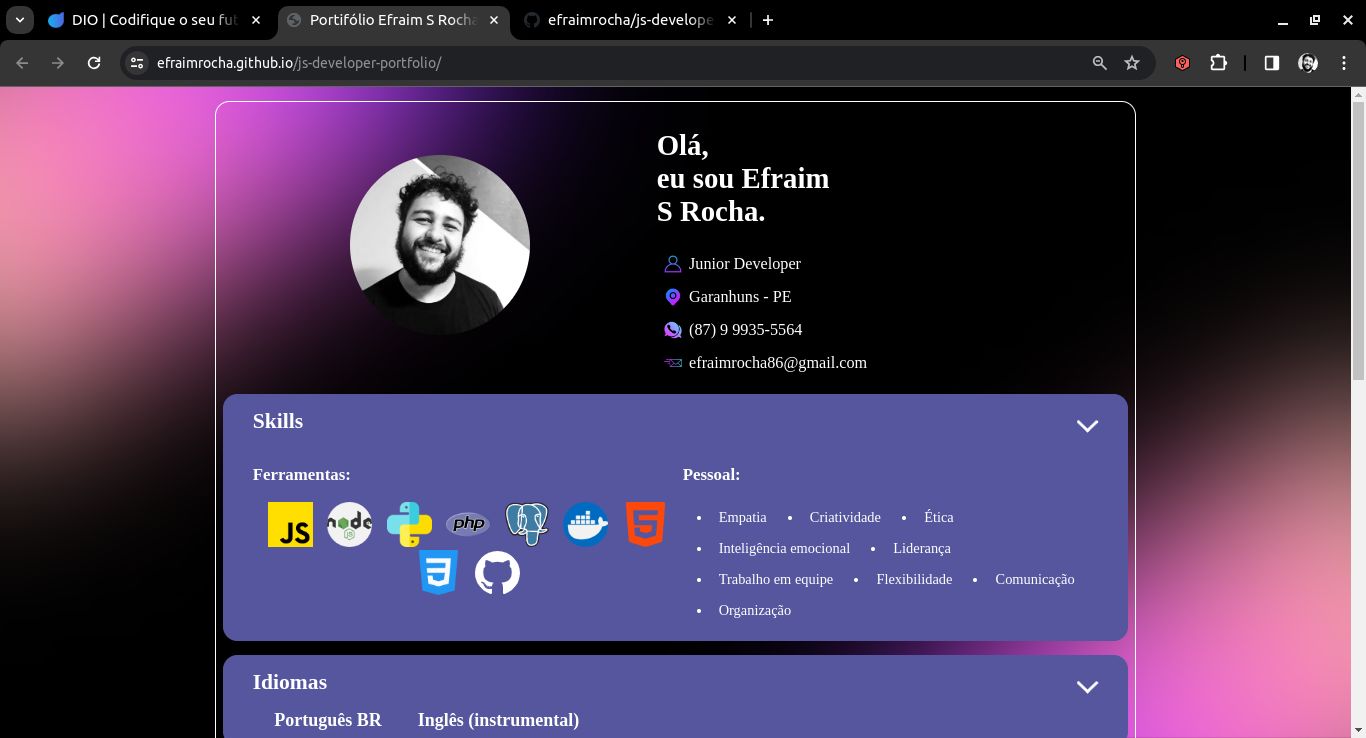 DIO | Codifique o seu fut
Portifólio Efraim S Rocha
efraimrocha/js-develope
efraimrocha.github.io/js-developer-portfolio/
Olá,
eu sou Efraim
S Rocha.
Junior Developer
Garanhuns - PE
(87) 9 9935-5564
efraimrocha86@gmail.com
Skills
Ferramentas:
Pessoal:
JS
node
JS
php
Empatia
Criatividade
Ética
Inteligência emocional
Liderança
Trabalho em equipe
Flexibilidade
Comunicação
Organização
Idiomas
Português BR
Inglês (instrumental)